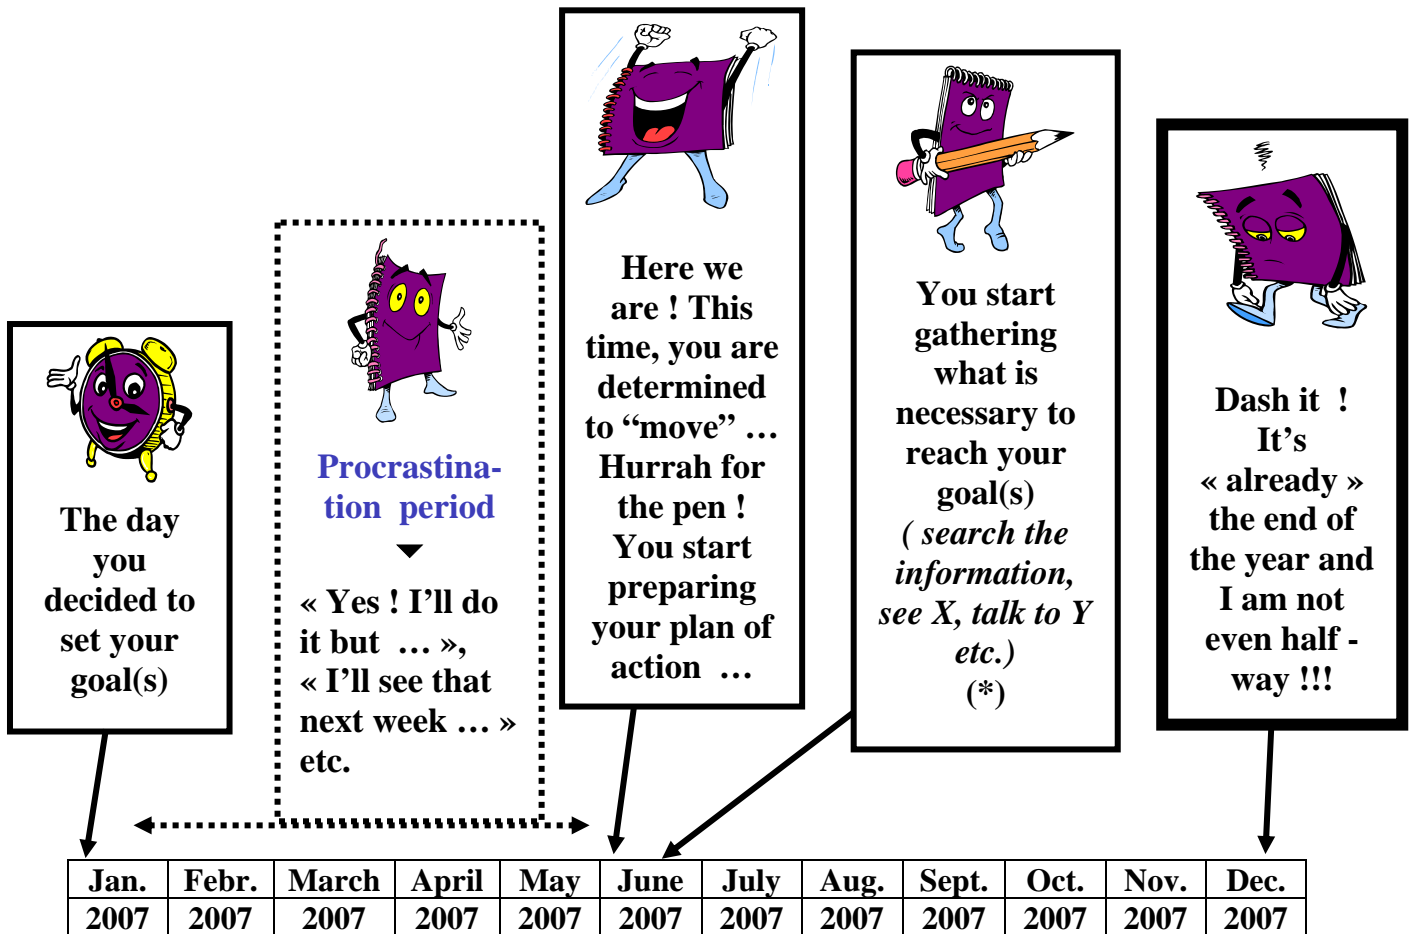 The day
you
decided to
set your
goal(s)
Procrastina-
tion period
« Yes ! I’ll do
it but … »,
« I’ll see that
next week … »
etc.
Here we
are ! This
time, you are
determined
to “move” …
Hurrah for
the pen !
You start
preparing
your plan of
action …
You start
gathering
what is
necessary to
reach your
goal(s)
( search the
information,
see X, talk to Y
etc.)
(*)
Dash it !
It’s
« already »
the end of
the year and
I am not
even half -
way !!!
Jan. Febr. March April May June July Aug. Sept. Oct. Nov. Dec.
2007 2007 2007 2007 2007 2007 2007 2007 2007 2007 2007 2007